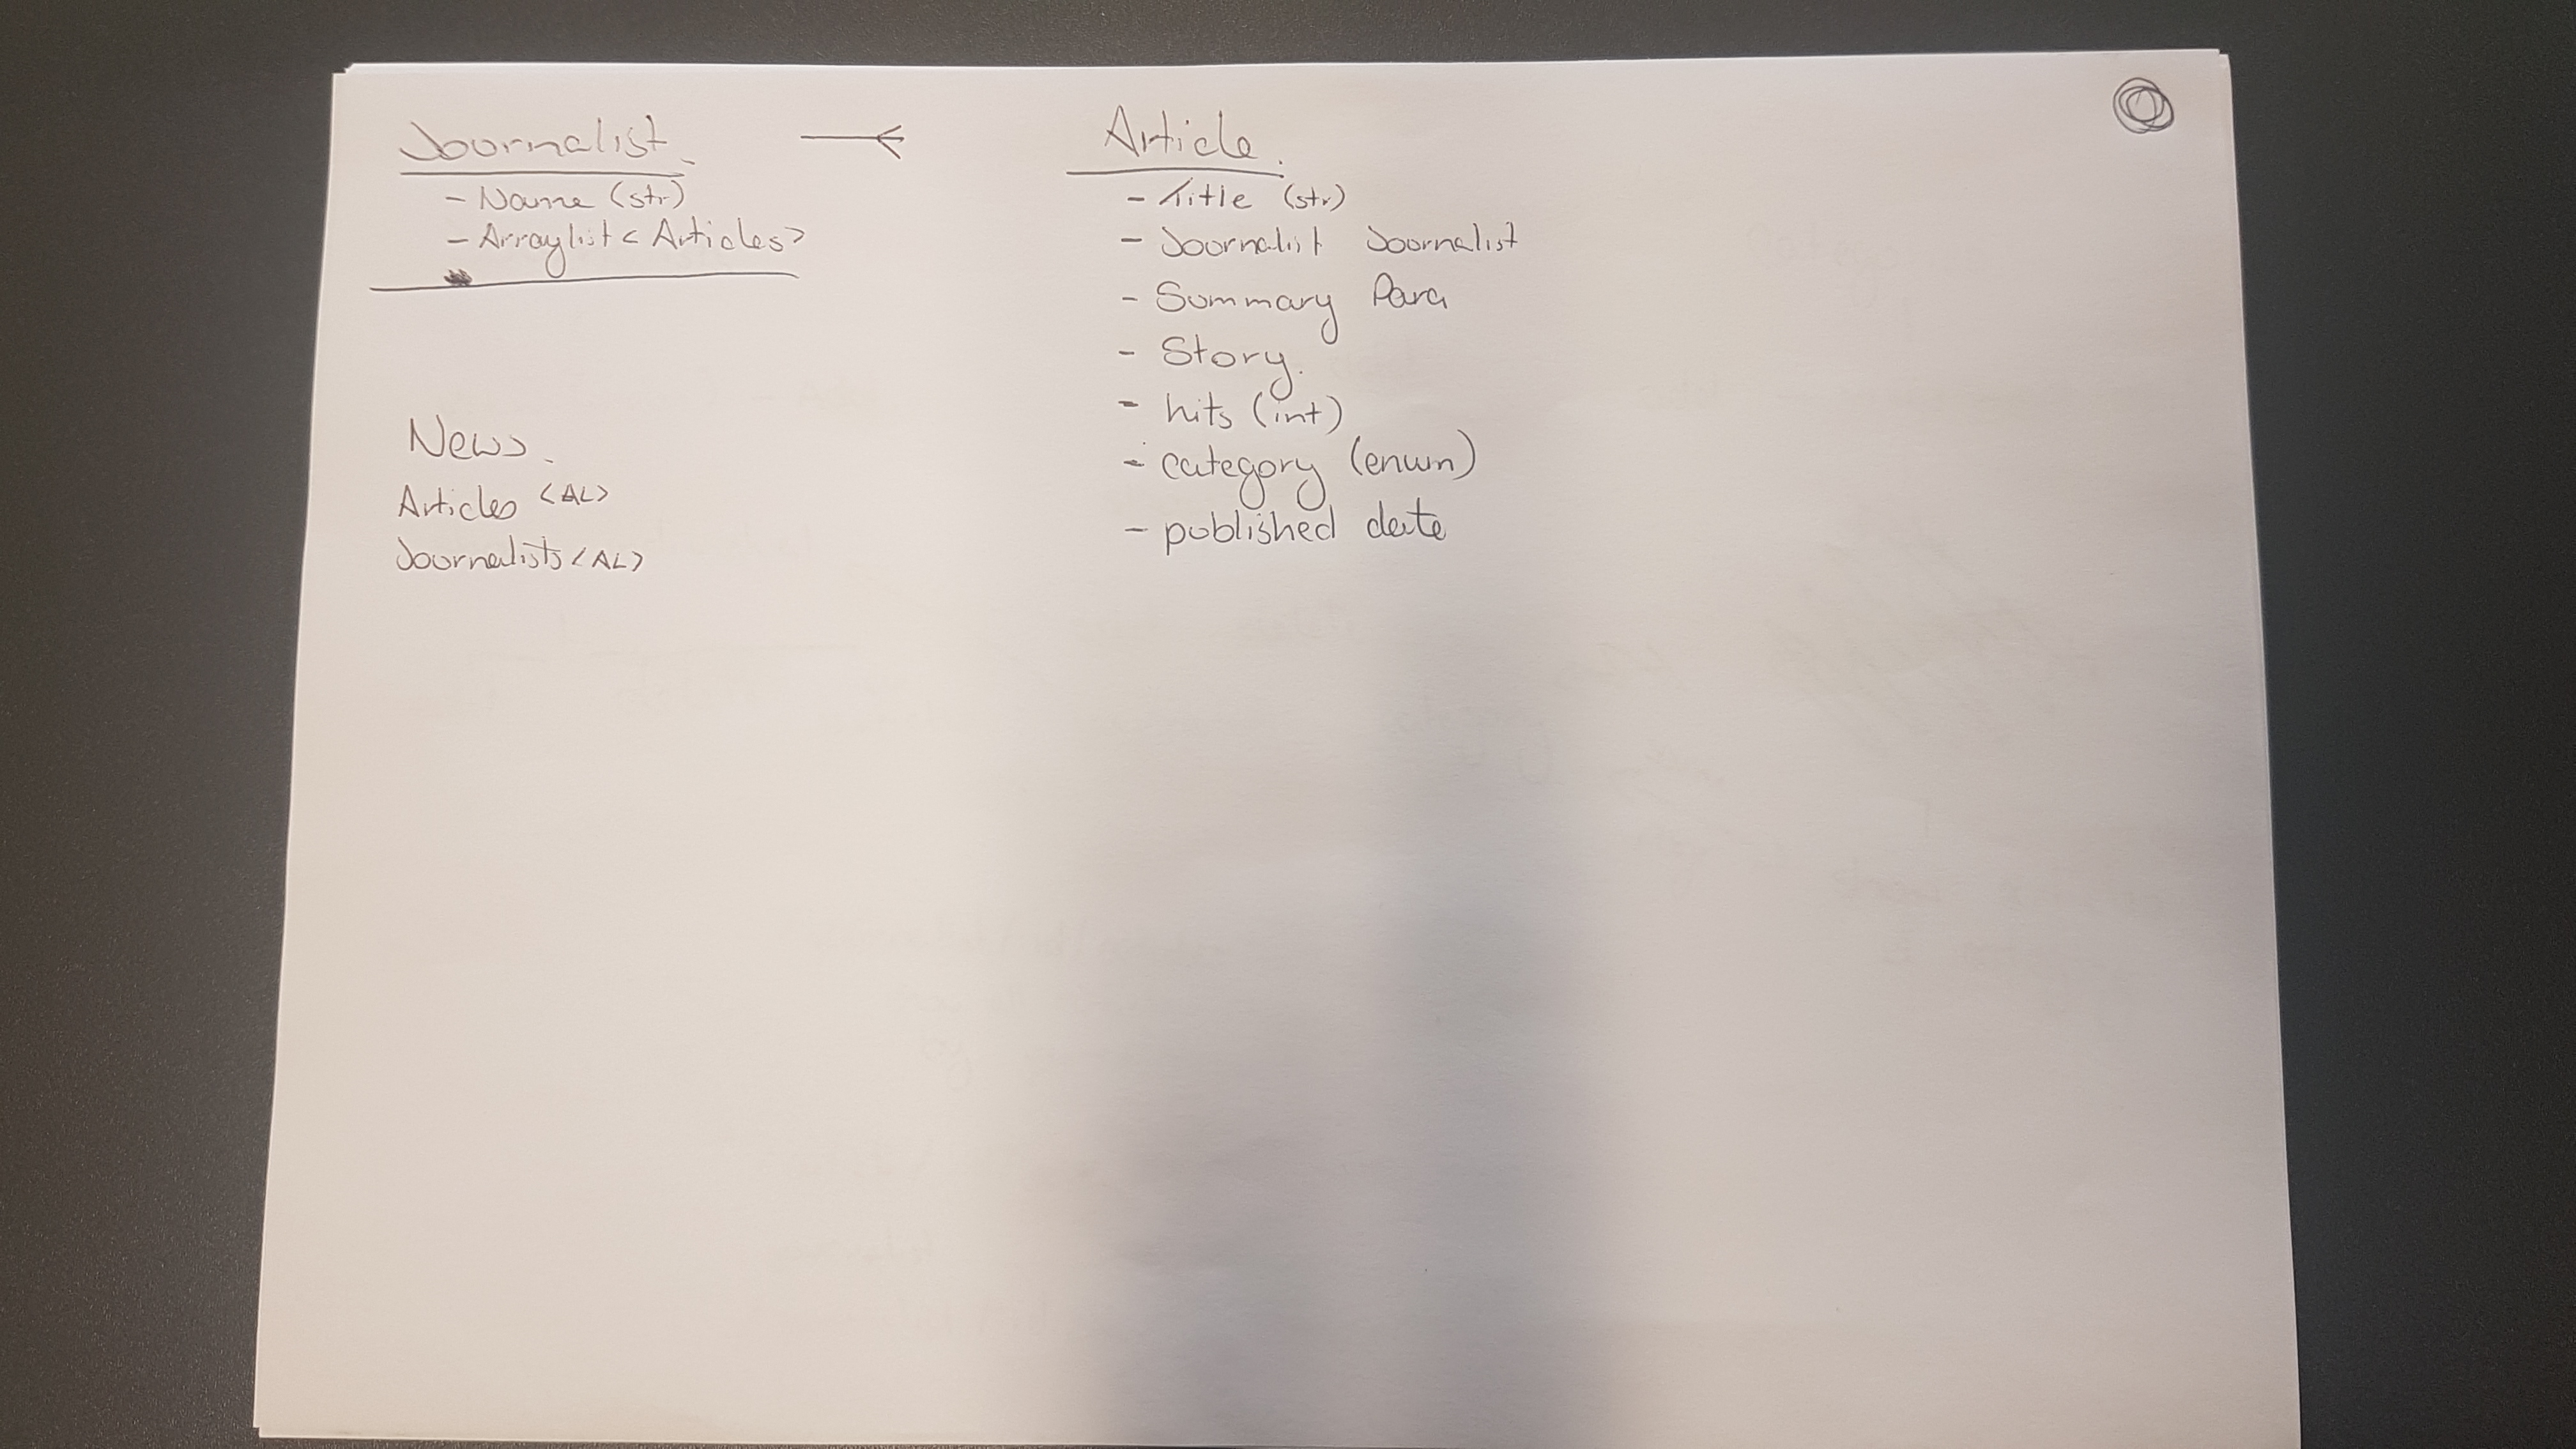 Journalist.
- Name (str)
- Arraylist < Articles >
News.
Articles <AL>
Journalists <AL>
Article.
- Title (str)
- Journalist Journalist
- Summary Para
- Story.
- hits (int)
- category (enum)
- published date